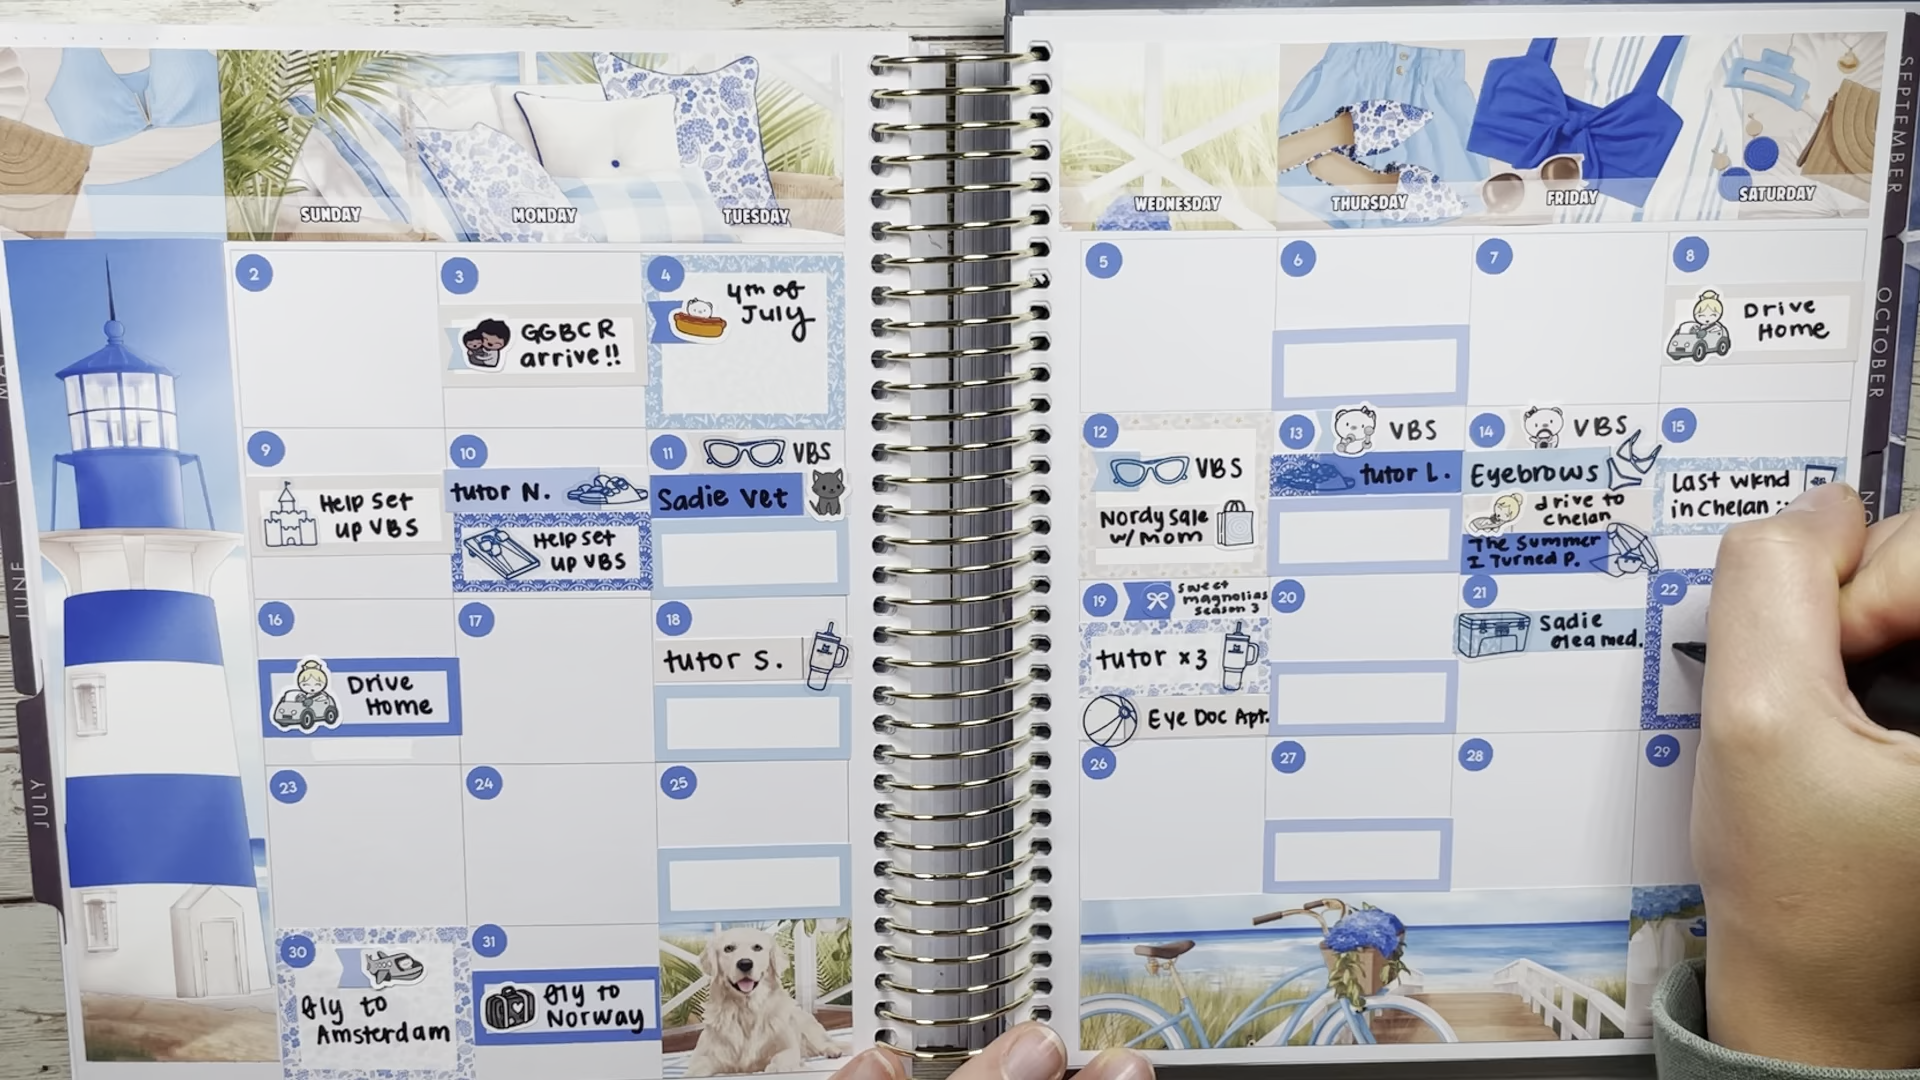 SUNDAY
MONDAY
TUESDAY
WEDNESDAY
THURSDAY
FRIDAY
SATURDAY
2
3
GGBCR
arrive!!
4
4th of
July
5
6
7
8
Drive
Home
9
Help set
up VBS
10
tutor N.
Help set
up VBS
11
VBS
Sadie Vet
12
VBS
Nordy Sale
w/ Mom
13
VBS
tutor L.
14
VBS
Eyebrows
drive to
Chelan
The Summer
I Turned P.
15
Last wknd
in Chelan
16
Drive
Home
17
18
tutor S.
19
Sweet
magnolias
season 3
tutor x3
Eye Doc Apt.
20
21
Sadie
flea med.
22
23
24
25
26
27
28
29
30
fly to
Amsterdam
31
fly to
Norway
JUNE
JULY
SEPTEMBER
OCTOBER